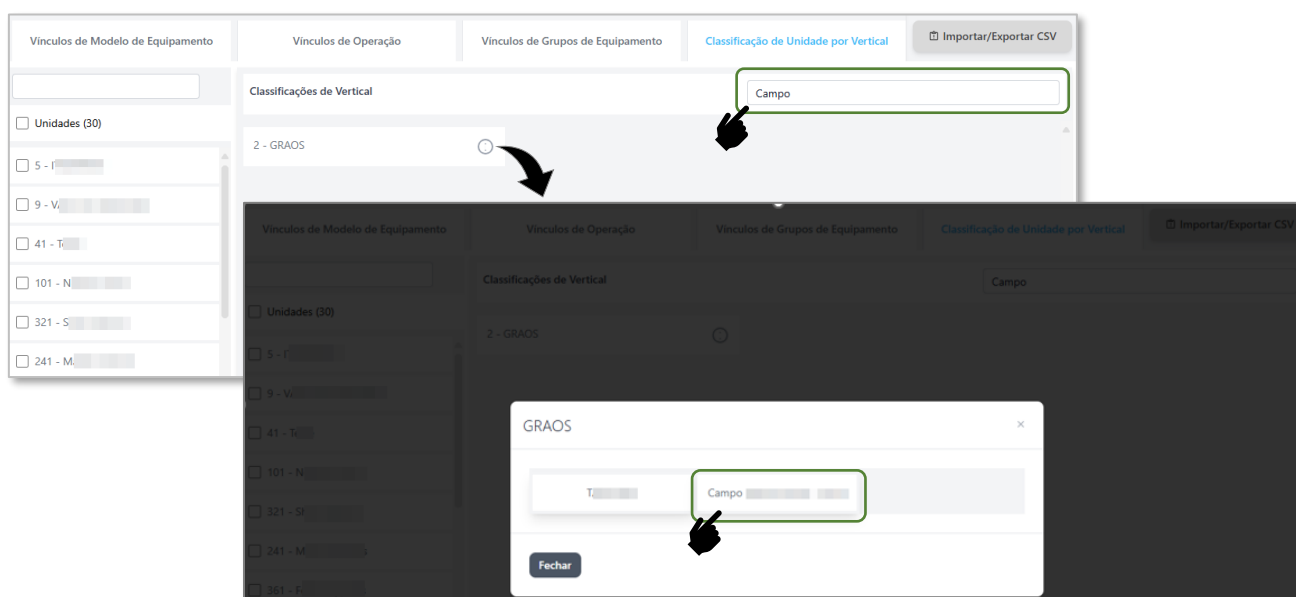 Vínculos de Modelo de Equipamento
Vínculos de Operação
Vínculos de Grupos de Equipamento
Classificação de Unidade por Vertical
Importar/Exportar CSV
Classificações de Vertical
Campo
Unidades (30)
2 - GRAOS
5 -
9 - V
41 - T
101 - N
321 - S
241 - M
Vínculos de Modelo de Equipamento
Vínculos de Operação
Vínculos de Grupos de Equipamento
Classificação de Unidade por Vertical
Importar/Exportar CSV
Classificações de Vertical
Campo
Unidades (30)
2 - GRAOS
5 -
9 - V
41 - T
101 - N
321 - S
241 - M
361 - F
GRAOS
×
T
Campo
Fechar